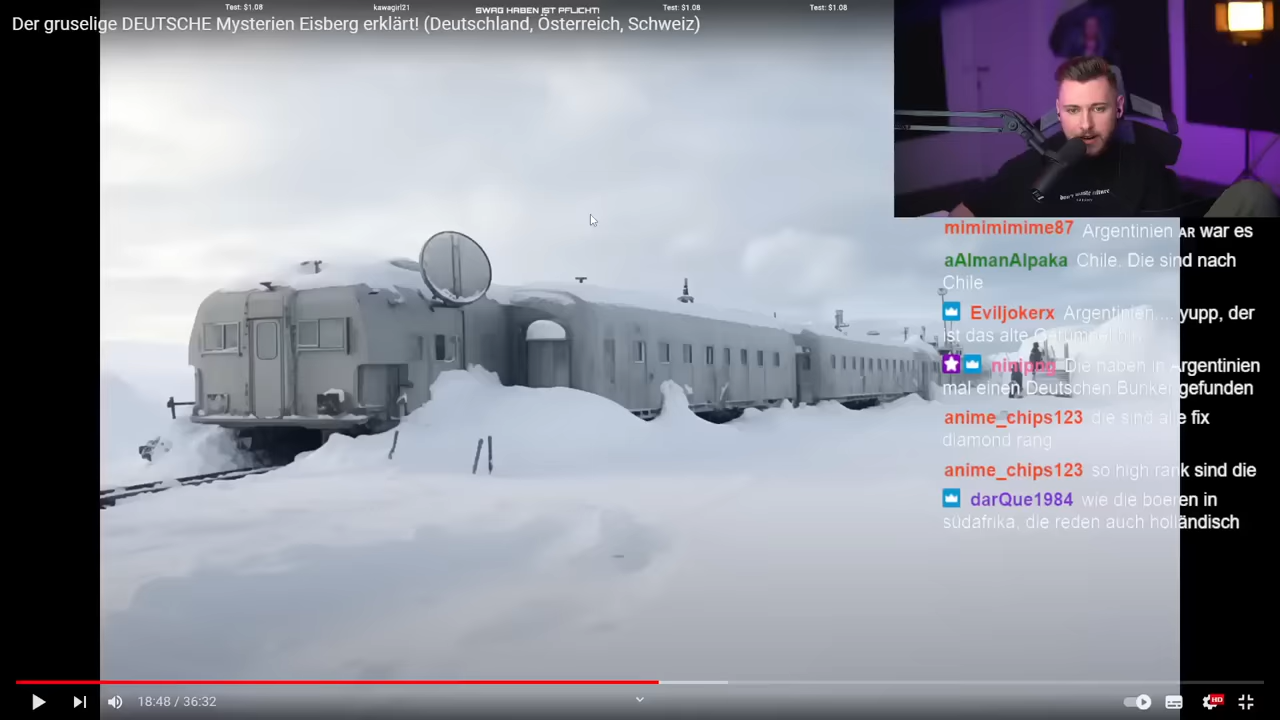 Test: $1.08
kawagirl21
SWAG HABEN IST PFLICHT!
Test: $1.08
Test: $1.08
Der gruselige DEUTSCHE Mysterien Eisberg erklärt! (Deutschland, Österreich, Schweiz)
mimimimime87 Argentinien AR war es
aAlmanAlpaka Chile. Die sind nach
Chile
Eviljokerx Argentinien.... yupp, der
ist das alte
ninipng Die haben in Argentinien
mal einen Deutschen Bunker gefunden
anime_chips123 die sind alle fix
diamond rang
anime_chips123 so high rank sind die
darQue1984 wie die boeren in
südafrika, die reden auch holländisch
18:48 / 36:32
HD